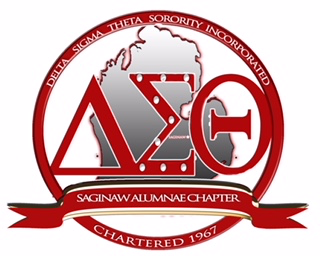 DELTA SIGMA THETA SORORITY INCORPORATED
ΔΣΘ
SAGINAW ALUMNAE CHAPTER
CHARTERED 1967